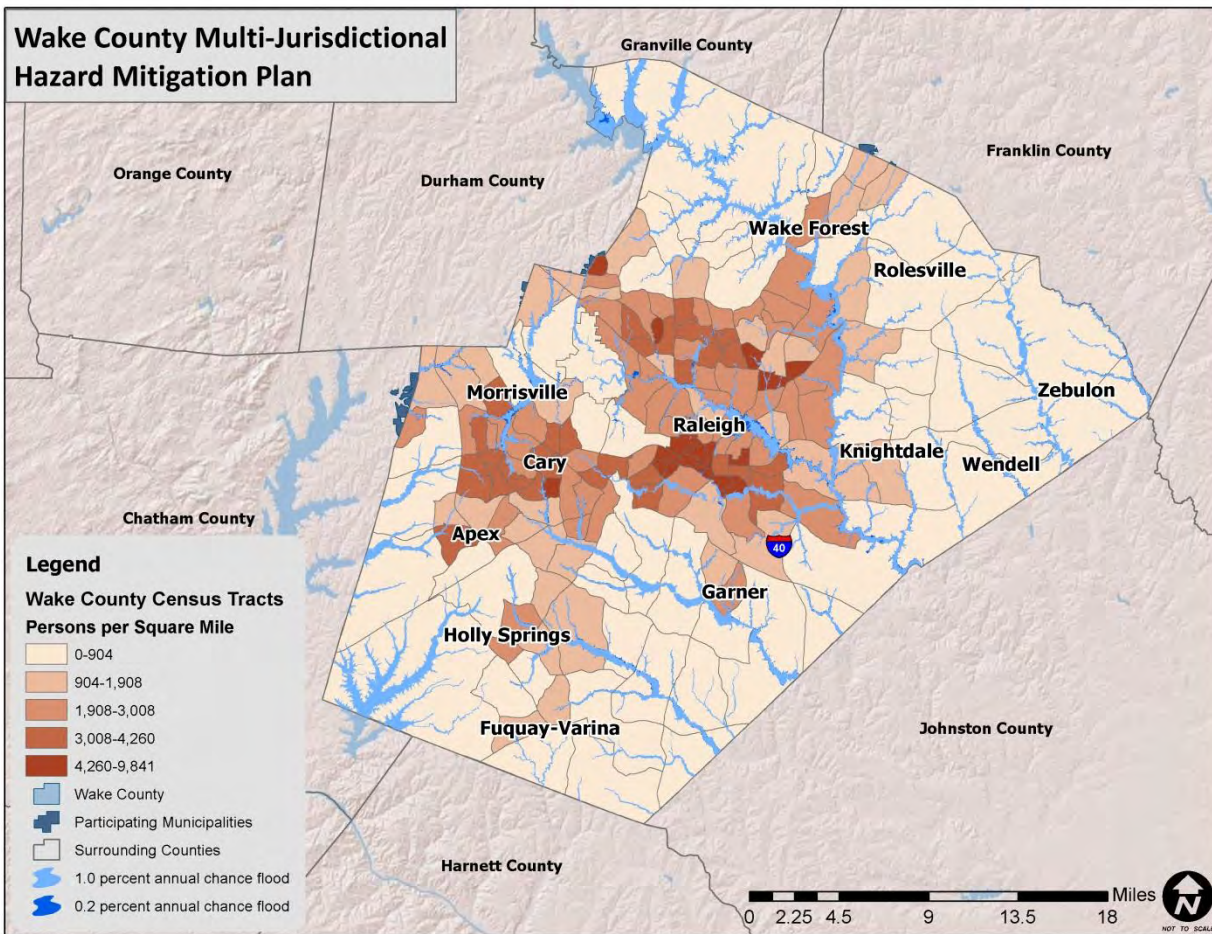 Wake County Multi-Jurisdictional
Hazard Mitigation Plan
Granville County
Franklin County
Orange County
Durham County
Wake Forest
Rolesville
Zebulon
Morrisville
Raleigh
Knightdale
Cary
Wendell
Chatham County
Apex
40
Garner
Holly Springs
Fuquay-Varina
Johnston County
Harnett County
Legend
Wake County Census Tracts
Persons per Square Mile
0-904
904-1,908
1,908-3,008
3,008-4,260
4,260-9,841
Wake County
Participating Municipalities
Surrounding Counties
1.0 percent annual chance flood
0.2 percent annual chance flood
Miles
0 2.25 4.5 9 13.5 18
N
NOT TO SCALE